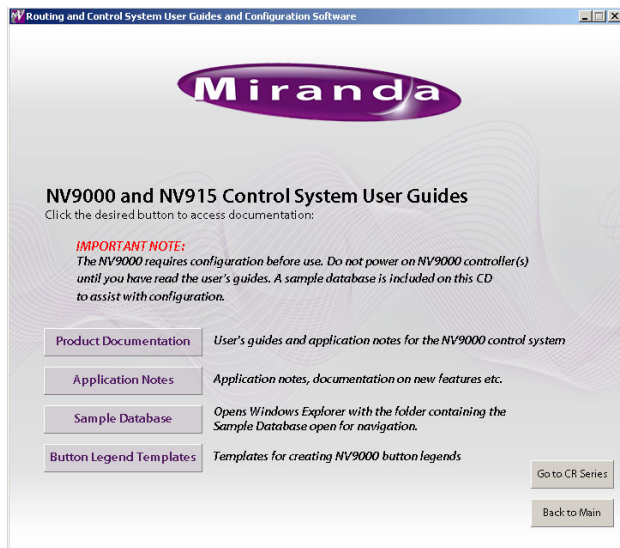 Routing and Control System User Guides and Configuration Software
Miranda
NV9000 and NV915 Control System User Guides
Click the desired button to access documentation:
IMPORTANT NOTE:
The NV9000 requires configuration before use. Do not power on NV9000 controller(s)
until you have read the user's guides. A sample database is included on this CD
to assist with configuration.
Product Documentation
User's guides and application notes for the NV9000 control system
Application Notes
Application notes, documentation on new features etc.
Sample Database
Opens Windows Explorer with the folder containing the
Sample Database open for navigation.
Button Legend Templates
Templates for creating NV9000 button legends
Go to CR Series
Back to Main